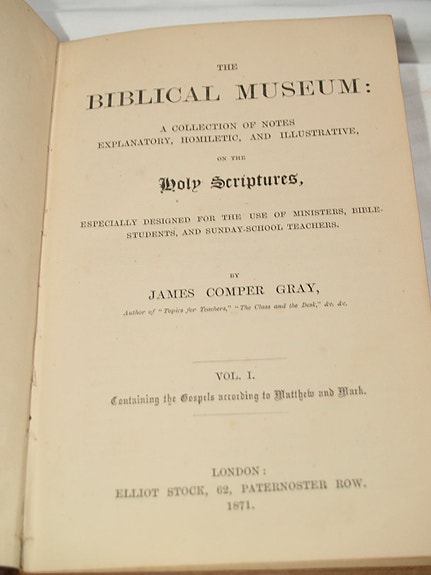 THE
BIBLICAL MUSEUM:
A COLLECTION OF NOTES
EXPLANATORY, HOMILETIC, AND ILLUSTRATIVE,
ON THE
Holy Scriptures,
ESPECIALLY DESIGNED FOR THE USE OF MINISTERS, BIBLE-
STUDENTS, AND SUNDAY-SCHOOL TEACHERS.
BY
JAMES COMPER GRAY,
Author of "Topics for Teachers," "The Class and the Desk," &c. &c.
VOL. I.
Containing the Gospels according to Matthew and Mark.
LONDON:
ELLIOT STOCK, 62, PATERNOSTER ROW.
1871.